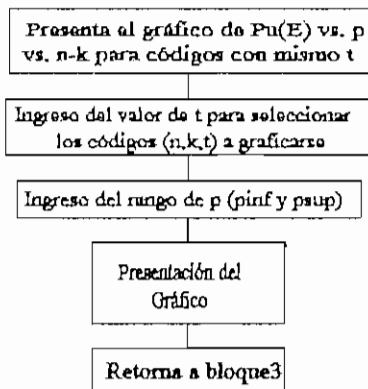 Presenta el gráfico de Pu(E) vs. p
vs. n-k para códigos con mismo t
Ingreso del valor de t para seleccionar
los códigos (n,k,t) a graficarse
Ingreso del rango de p (pinf y psup)
Presentación del
Gráfico
Retorna a bloque3